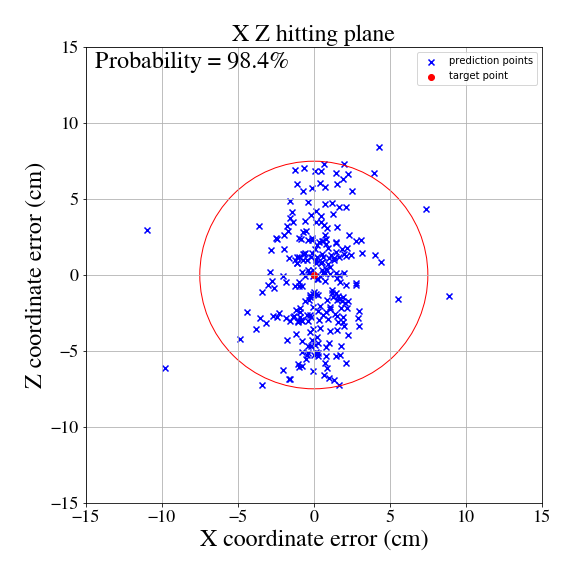 X Z hitting plane
Probability = 98.4%
prediction points
target point
15
10
5
0
−5
−10
−15
−15
−10
−5
0
5
10
15
Z coordinate error (cm)
X coordinate error (cm)